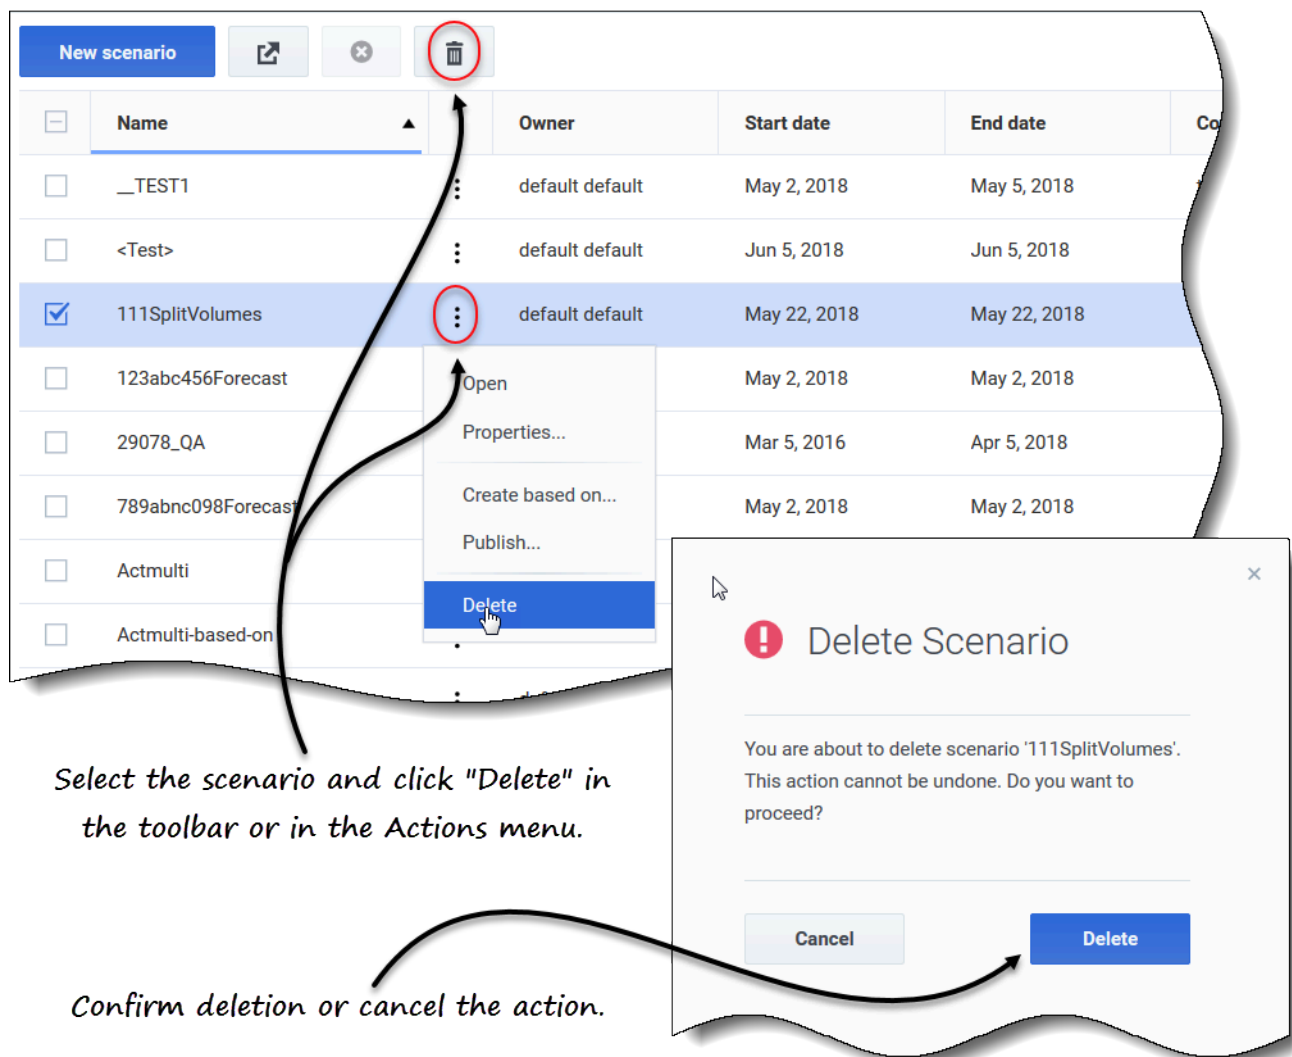 New scenario
Name Owner Start date End date Co
__TEST1 default default May 2, 2018 May 5, 2018
<Test> default default Jun 5, 2018 Jun 5, 2018
111SplitVolumes default default May 22, 2018 May 22, 2018
123abc456Forecast May 2, 2018 May 2, 2018
29078_QA Mar 5, 2016 Apr 5, 2018
789abnc098Forecast May 2, 2018 May 2, 2018
Actmulti
Actmulti-based-on
Open
Properties...
Create based on...
Publish...
Delete
Delete Scenario
You are about to delete scenario '111SplitVolumes'.
This action cannot be undone. Do you want to
proceed?
Cancel Delete
Select the scenario and click "Delete" in
the toolbar or in the Actions menu.
Confirm deletion or cancel the action.